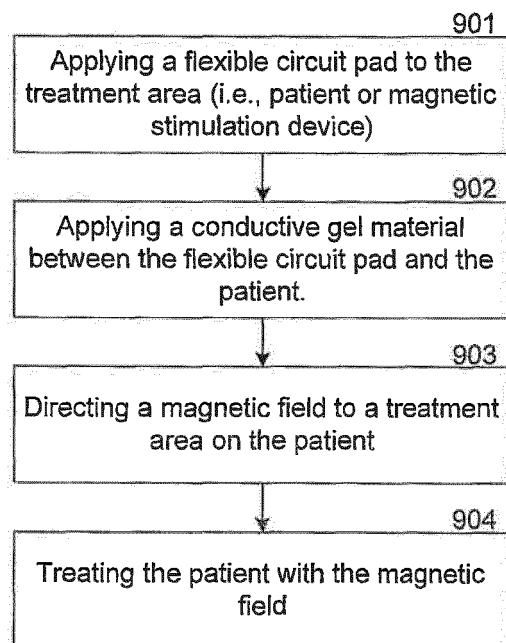 901
Applying a flexible circuit pad to the
treatment area (i.e., patient or magnetic
stimulation device)
902
Applying a conductive gel material
between the flexible circuit pad and the
patient.
903
Directing a magnetic field to a treatment
area on the patient
904
Treating the patient with the magnetic
field